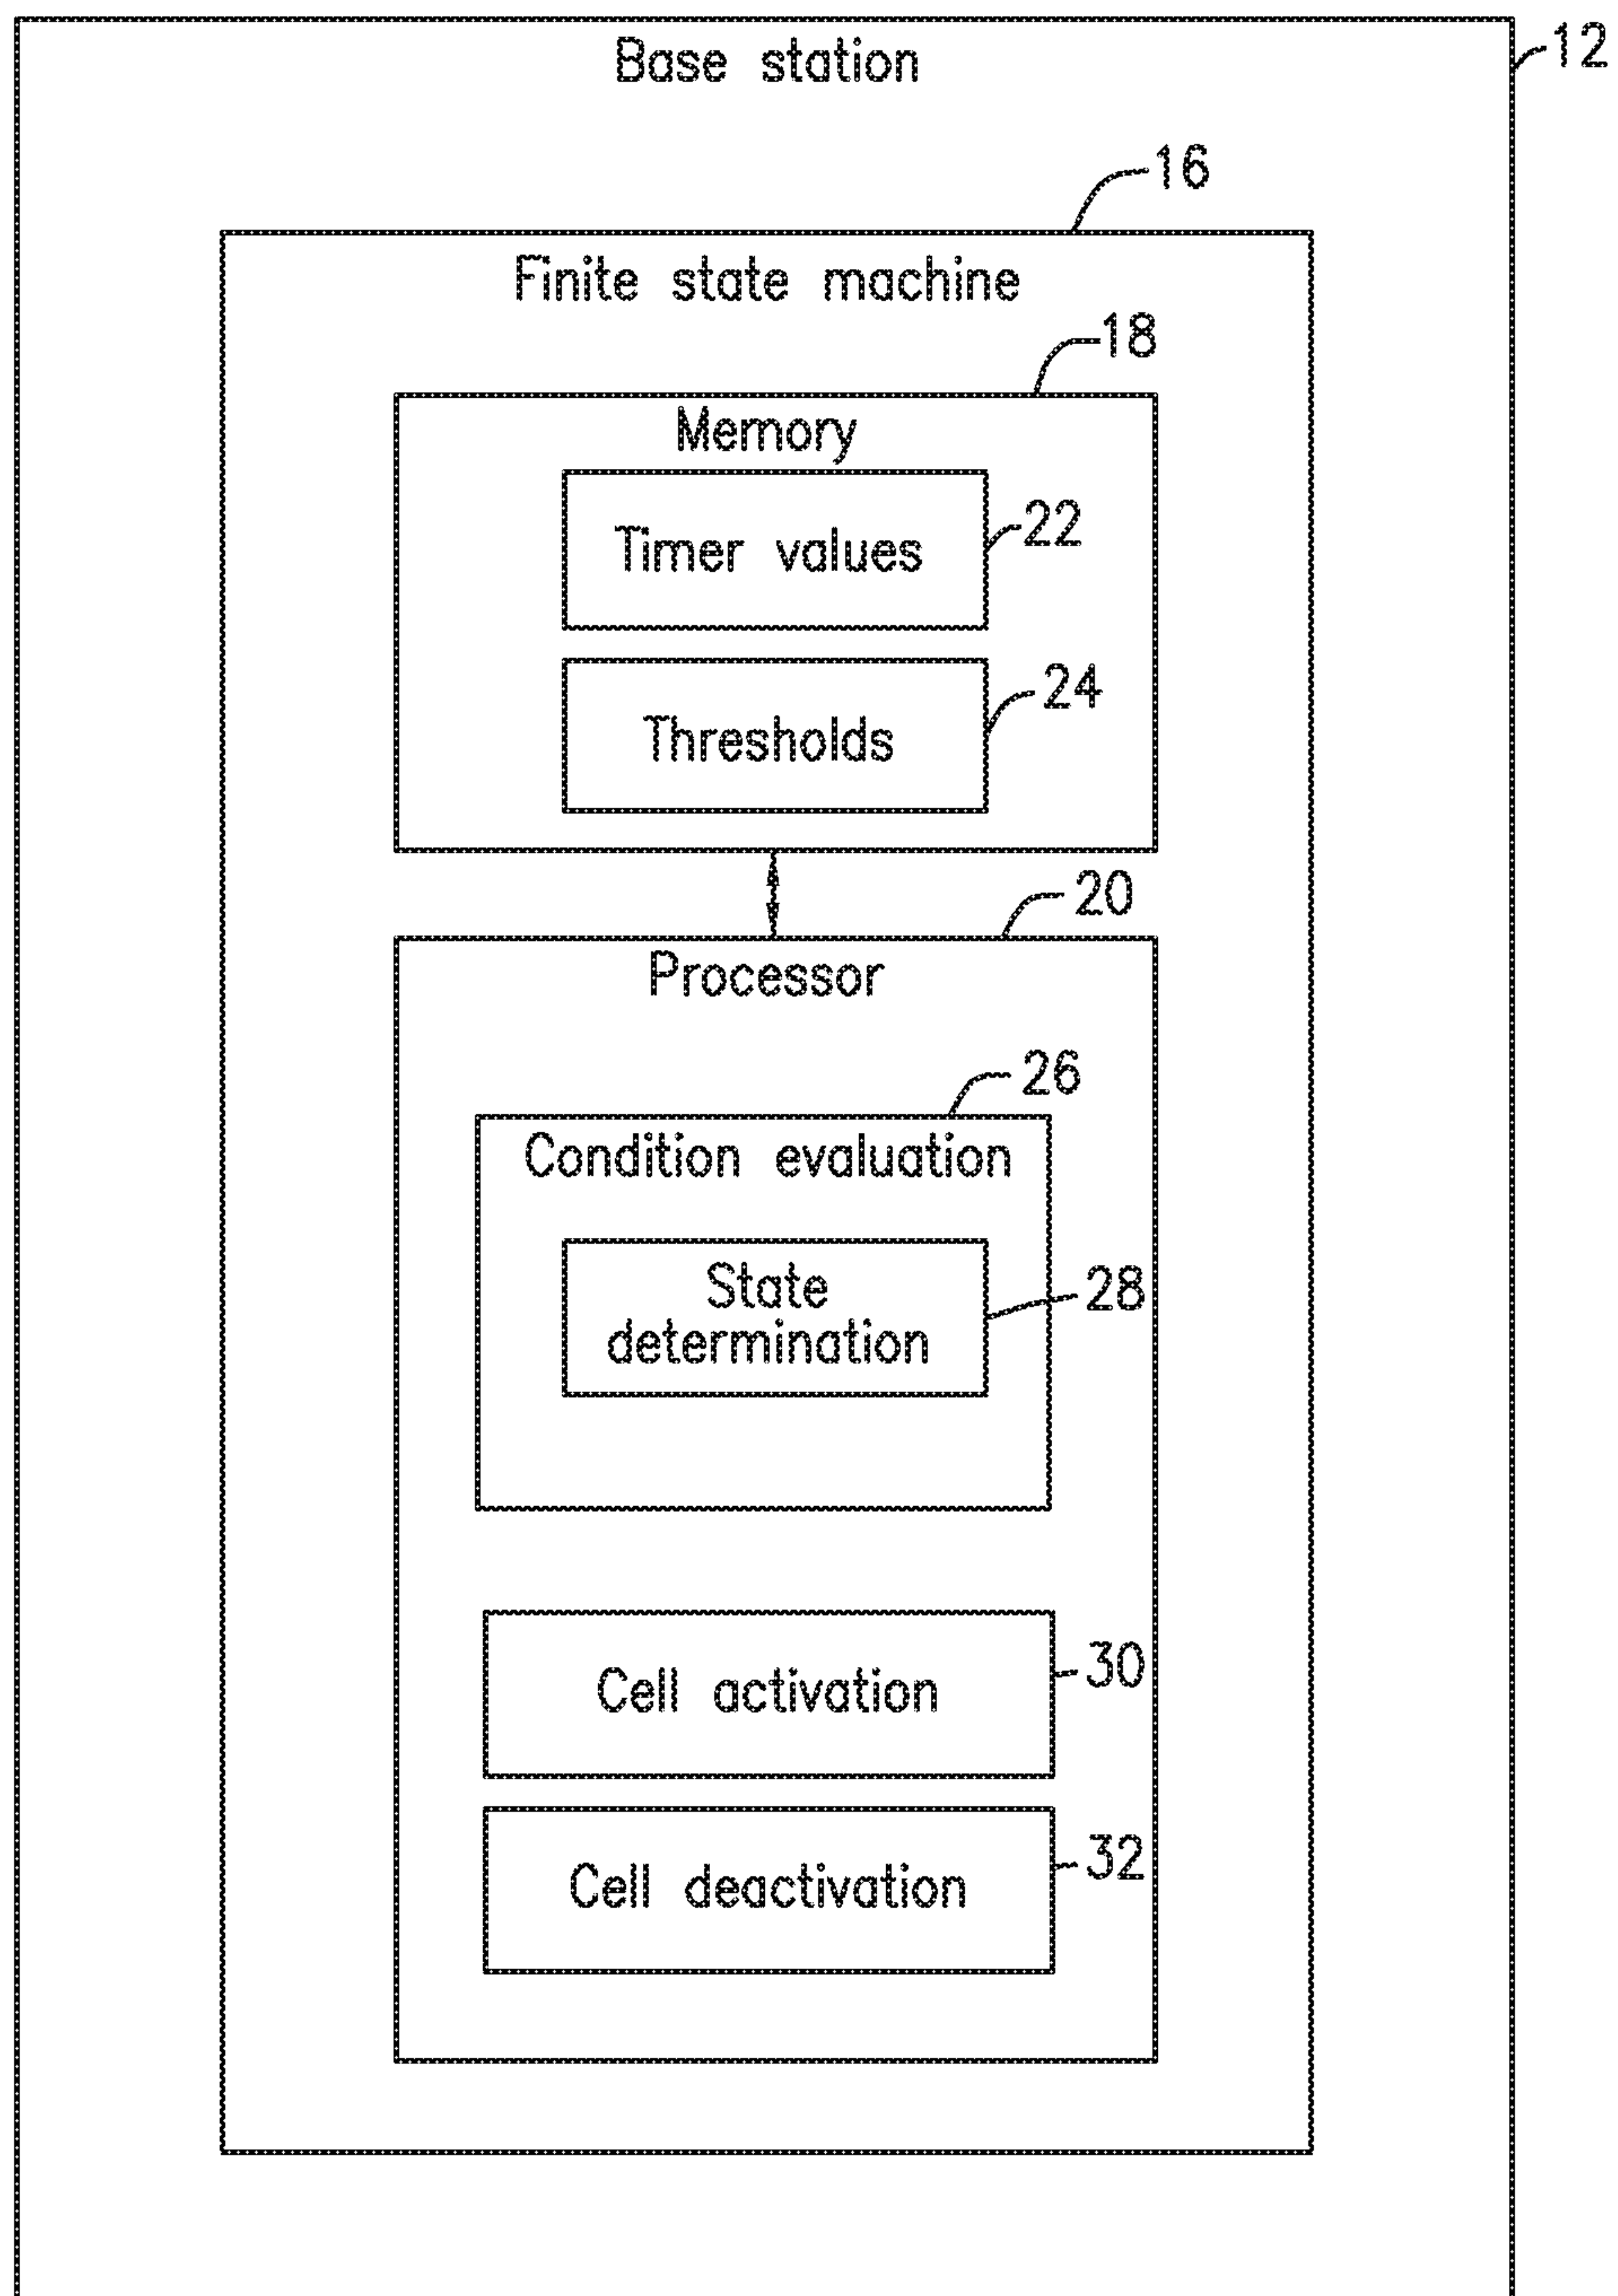 Base station
12
16
Finite state machine
18
Memory
Timer values
22
Thresholds
24
20
Processor
26
Condition evaluation
State
determination
28
Cell activation
30
Cell deactivation
32